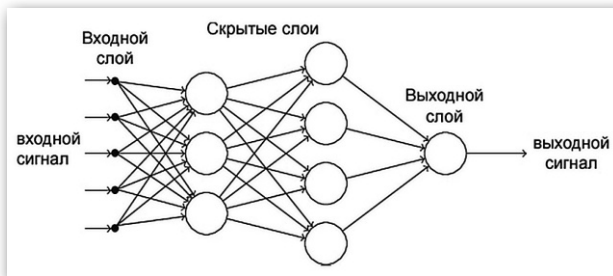 Входной
слой
Скрытые слои
Выходной
слой
входной
сигнал
выходной
сигнал